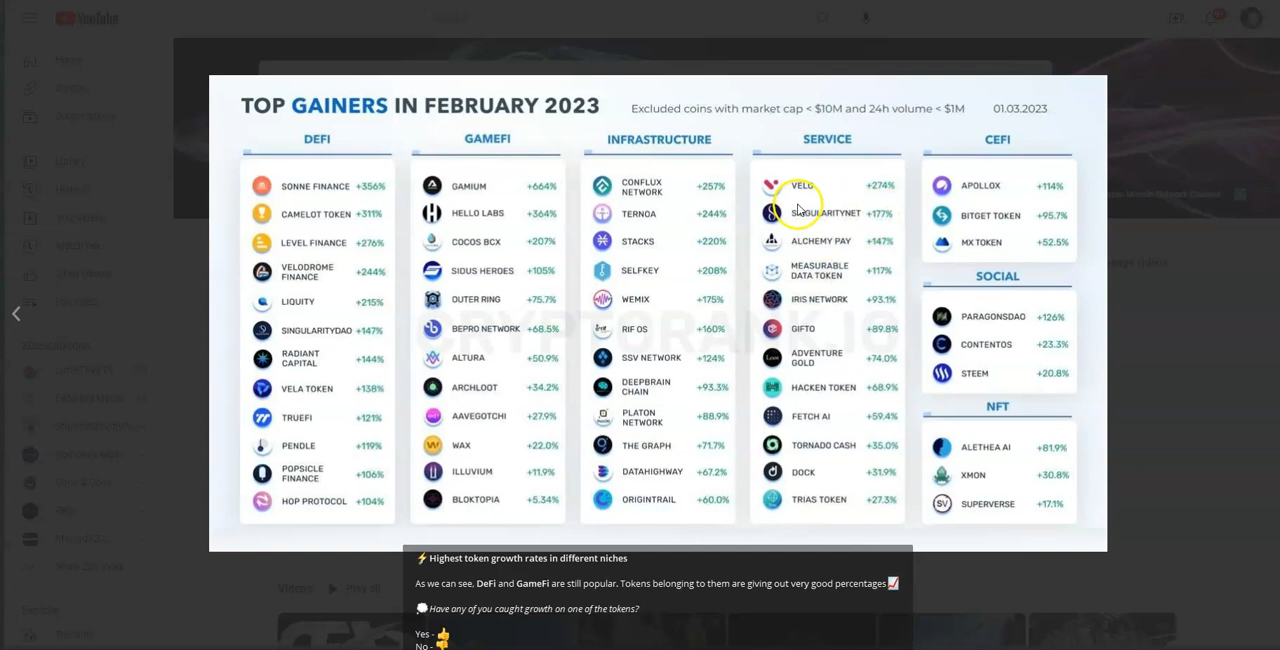 YouTube
TOP GAINERS IN FEBRUARY 2023
Excluded coins with market cap < $10M and 24h volume < $1M
01.03.2023
DEFI
SONNE FINANCE +356%
CAMELOT TOKEN +311%
LEVEL FINANCE +276%
VELODROME
FINANCE
+244%
LIQUITY +215%
SINGULARITYDAO +147%
RADIANT
CAPITAL
+144%
VELA TOKEN +138%
TRUEFI +121%
PENDLE +119%
POPSICLE
FINANCE
+106%
HOP PROTOCOL +104%
GAMEFI
GAMIUM +664%
HELLO LABS +364%
COCOS BCX +207%
SIDUS HEROES +105%
OUTER RING +75.7%
BEPRO NETWORK +68.5%
ALTURA +50.9%
ARCHLOOT +34.2%
AAVEGOTCHI +27.9%
WAX +22.0%
ILLUVIUM +11.9%
BLOKTOPIA +5.34%
INFRASTRUCTURE
CONFLUX
NETWORK
+257%
TERNOA +244%
STACKS +220%
SELFKEY +208%
WEMIX +175%
RIF OS +160%
SSV NETWORK +124%
DEEPBRAIN
CHAIN
+93.3%
PLATON
NETWORK
+88.9%
THE GRAPH +71.7%
DATAHIGHWAY +67.2%
ORIGINTRAIL +60.0%
SERVICE
VELO +274%
SINGULARITYNET +177%
ALCHEMY PAY +147%
MEASURABLE
DATA TOKEN
+117%
IRIS NETWORK +93.1%
GIFTO +89.8%
ADVENTURE
GOLD
+74.0%
HACKEN TOKEN +68.9%
FETCH AI +59.4%
TORNADO CASH +35.0%
DOCK +31.9%
TRIAS TOKEN +27.3%
CEFI
APOLLOX +114%
BITGET TOKEN +95.7%
MX TOKEN +52.5%
SOCIAL
PARAGONSDAO +126%
CONTENTOS +23.3%
STEEM +20.8%
NFT
ALETHEA AI +81.9%
XMON +30.8%
SUPERVERSE +17.1%
CRYPTORANK.IO
⚡Highest token growth rates in different niches
As we can see, DeFi and GameFi are still popular. Tokens belonging to them are giving out very good percentages📈
💭Have any of you caught growth on one of the tokens?
Yes - 👍
No - 👎
Videos
Play all